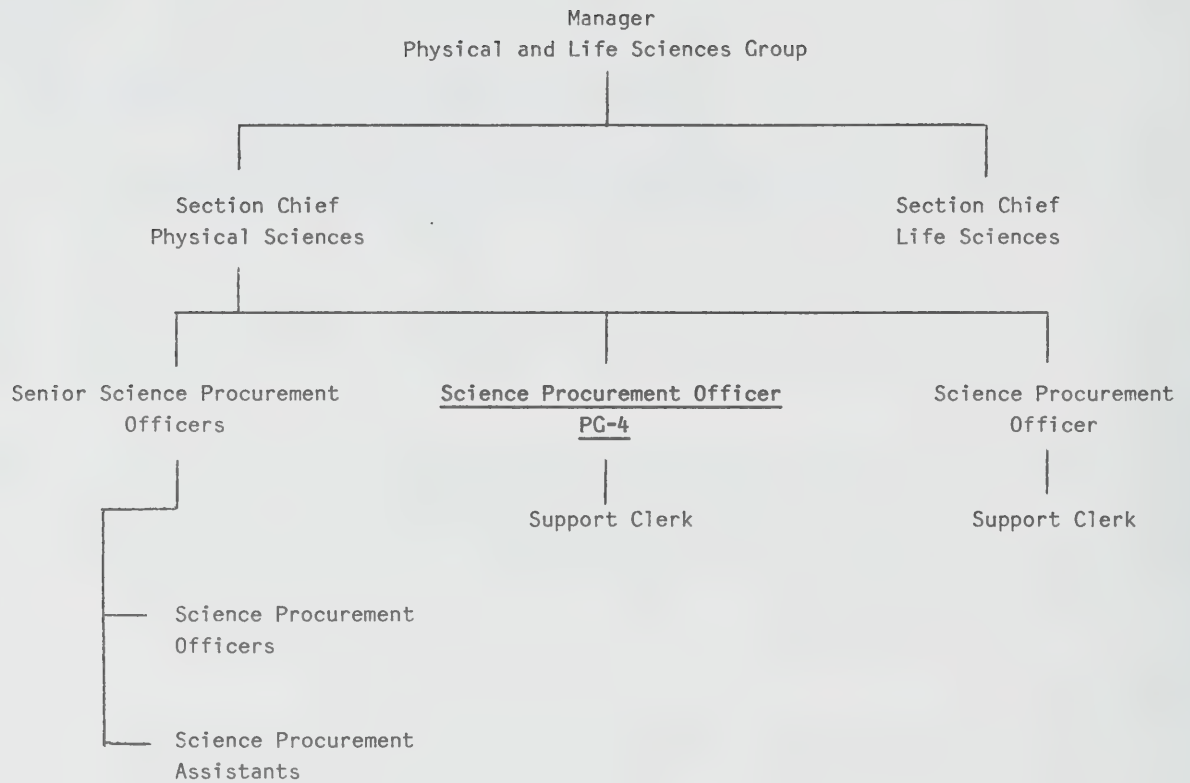 Manager
Physical and Life Sciences Group
Section Chief
Physical Sciences
Section Chief
Life Sciences
Senior Science Procurement
Officers
Science Procurement Officer
PG-4
Science Procurement
Officer
Support Clerk
Support Clerk
Science Procurement
Officers
Science Procurement
Assistants